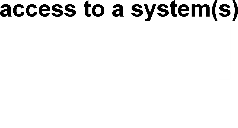 access to a system(s)